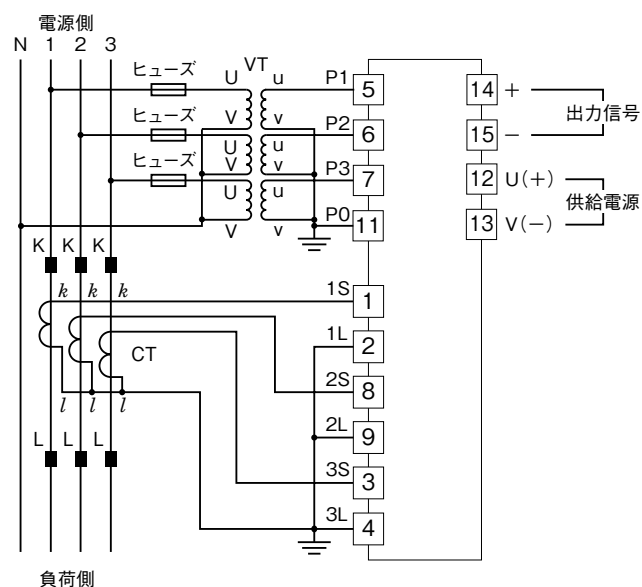 電源側
N 1 2 3
ヒューズ
VT
U u P1 5
V v P2 6
ヒューズ
U u
V v
ヒューズ
P3 7
U u
V v
P0 11
14 +
15 −
出力信号
12 U(+)
13 V(−)
供給電源
K K K
k k k
1S 1
1L 2
CT
2S 8
l l l
2L 9
L L L
3S 3
3L 4
負荷側